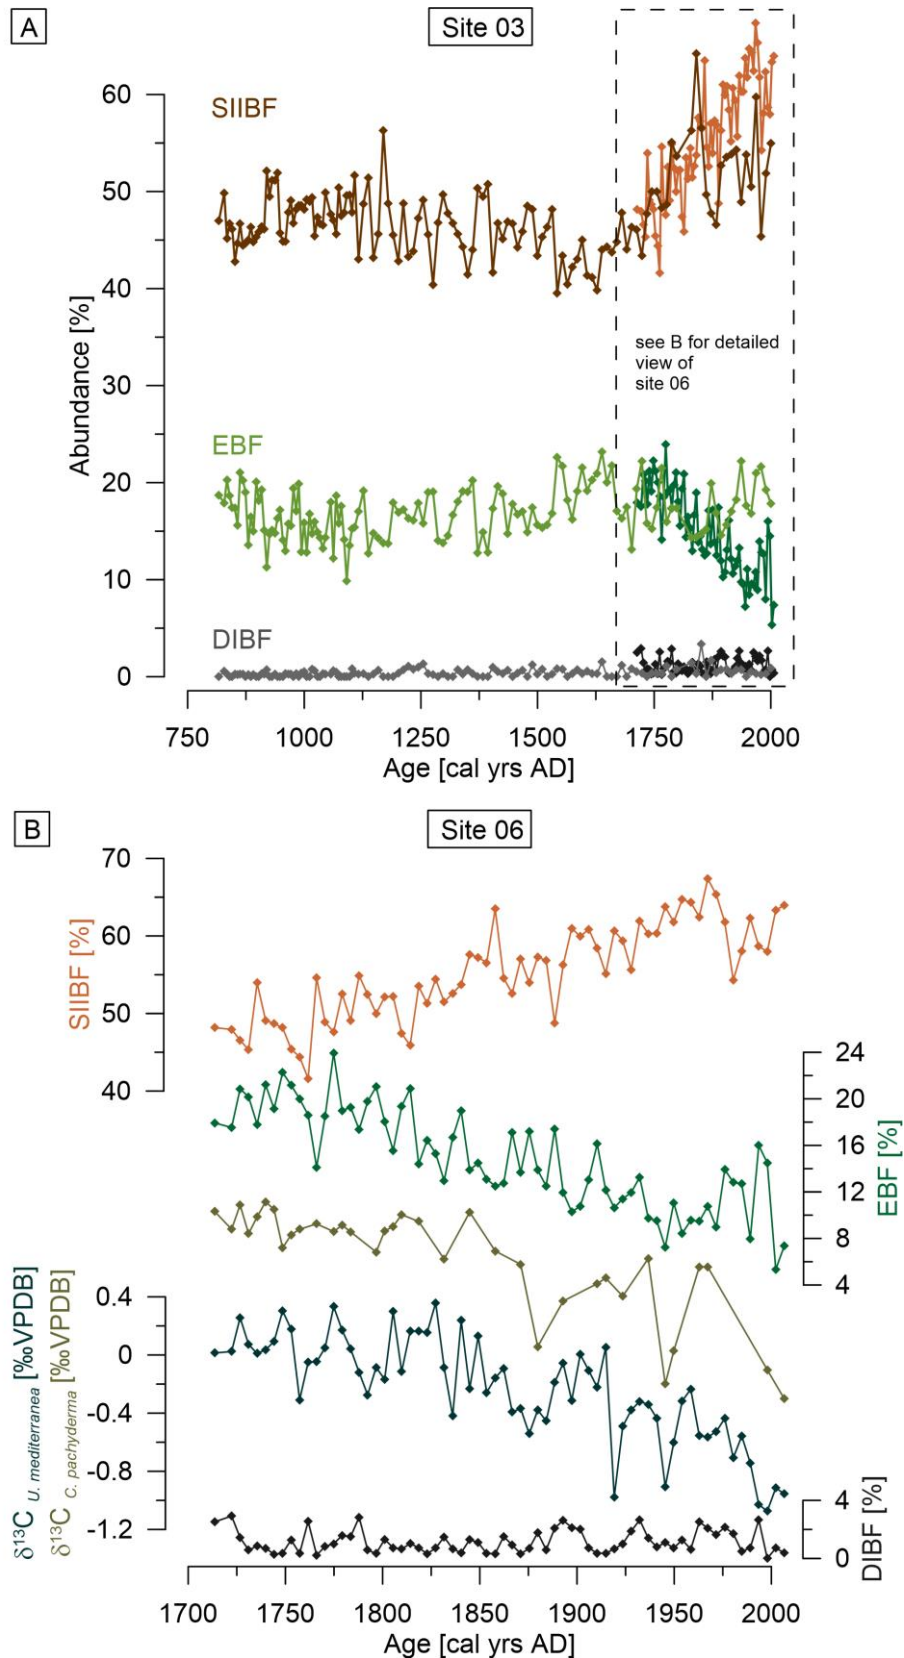 A
Site 03
60
50
40
30
20
10
0
Abundance [%]
SIIBF
EBF
DIBF
see B for detailed
view of
site 06
750 1000 1250 1500 1750 2000
Age [cal yrs AD]
B
Site 06
70
60
50
40
SIIBF [%]
24
20
16
12
8
4
EBF [%]
0.4
0
-0.4
-0.8
-1.2
δ¹³C U. mediterranea [‰VPDB]
δ¹³C C. pachyderma [‰VPDB]
4
0
DIBF [%]
1700 1750 1800 1850 1900 1950 2000
Age [cal yrs AD]